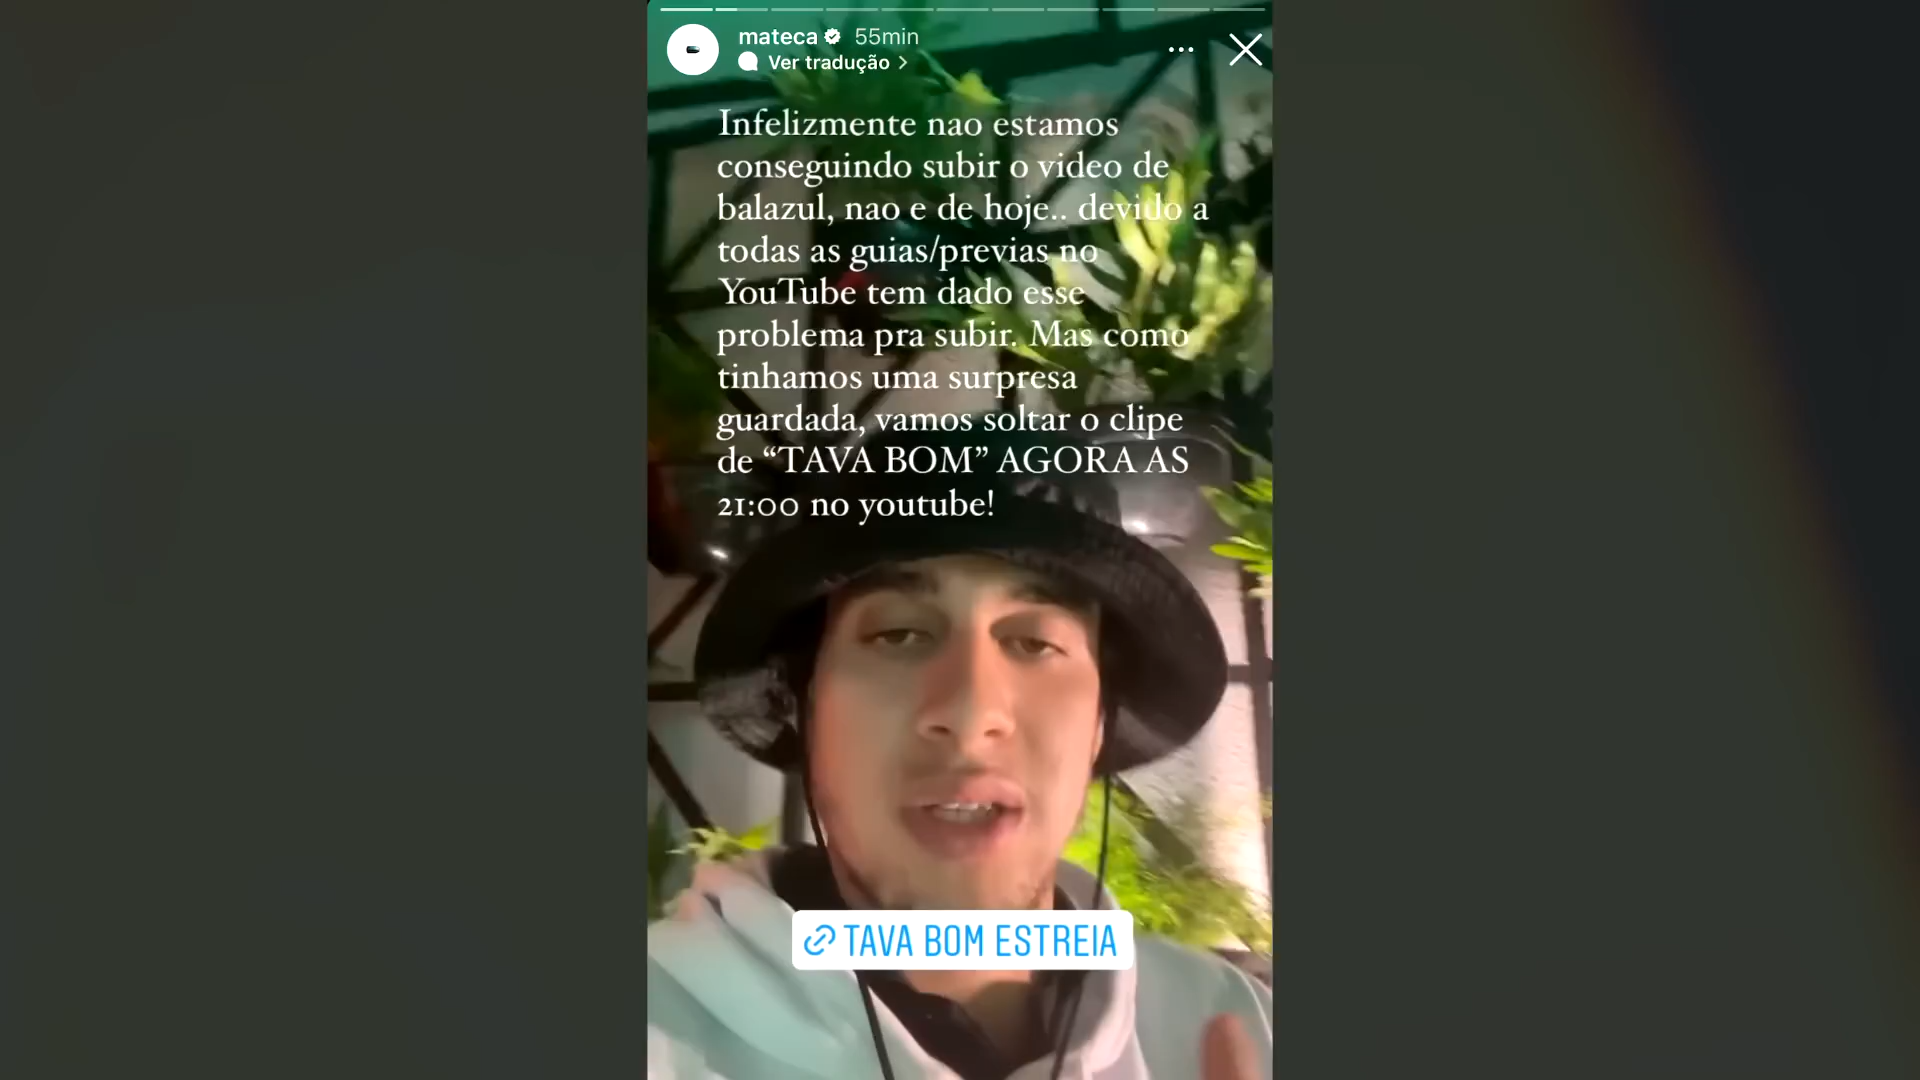 mateca 55min
Ver tradução
Infelizmente nao estamos
conseguindo subir o video de
balazul, nao e de hoje.. devido a
todas as guias/previas no
YouTube tem dado esse
problema pra subir. Mas como
tinhamos uma surpresa
guardada, vamos soltar o clipe
de “TAVA BOM” AGORA AS
21:00 no youtube!
TAVA BOM ESTREIA